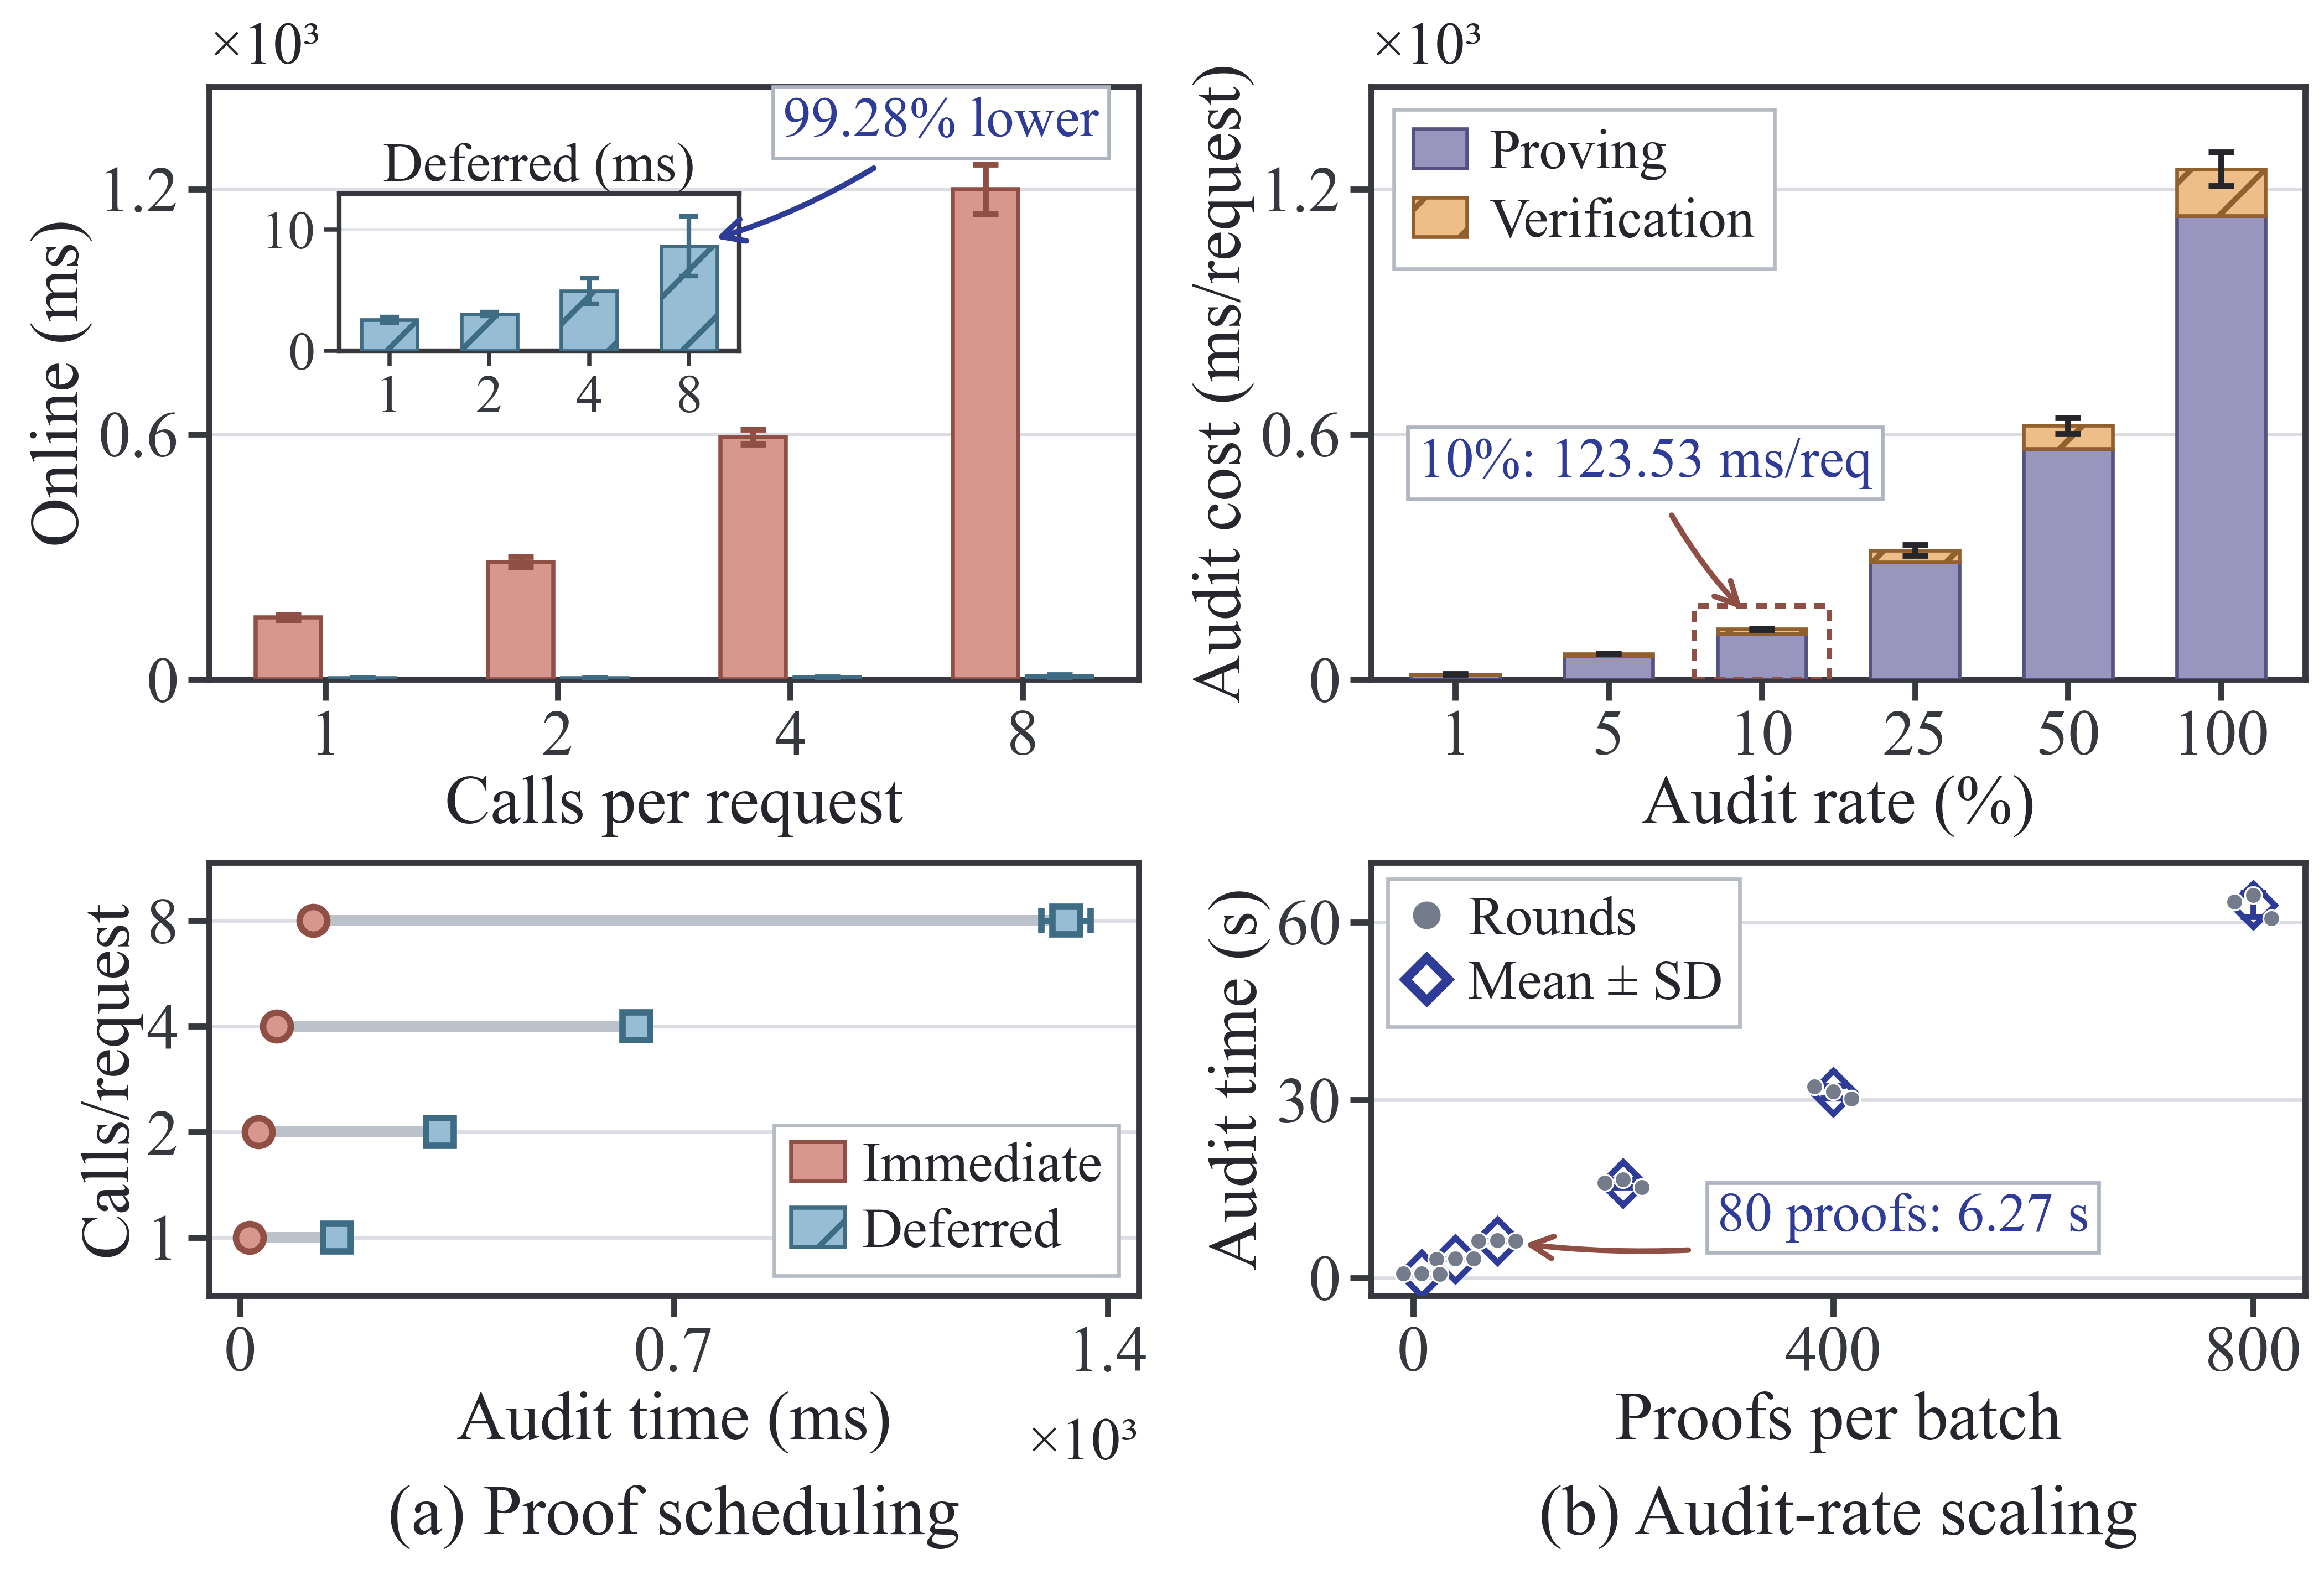 ×10³
Online (ms)
1.2
0.6
0
99.28% lower
Deferred (ms)
10
0
1 2 4 8
1 2 4 8
Calls per request
×10³
Audit cost (ms/request)
1.2
0.6
0
Proving
Verification
10%: 123.53 ms/req
1 5 10 25 50 100
Audit rate (%)
Calls/request
8
4
2
1
Immediate
Deferred
0 0.7 1.4
Audit time (ms)
×10³
(a) Proof scheduling
Audit time (s)
60
30
0
Rounds
Mean ± SD
80 proofs: 6.27 s
0 400 800
Proofs per batch
(b) Audit-rate scaling